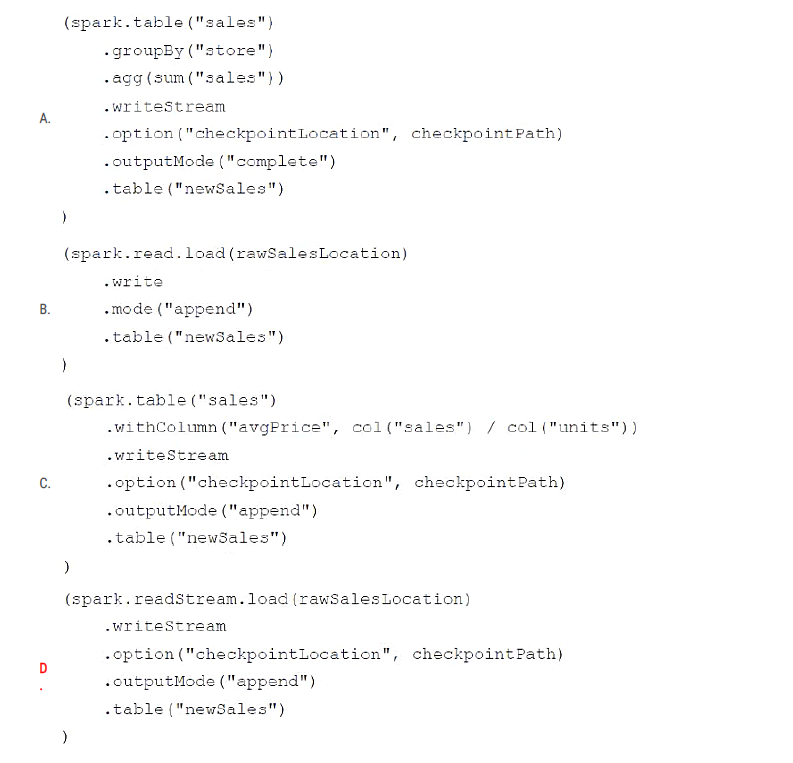 (spark.table("sales")
.groupBy("store")
.agg(sum("sales"))
.writeStream
A.
.option("checkpointLocation", checkpointPath)
.outputMode("complete")
.table("newSales")
)
(spark.read.load(rawSalesLocation)
.write
B.
.mode("append")
.table("newSales")
)
(spark.table("sales")
.withColumn("avgPrice", col("sales") / col("units"))
.writeStream
C.
.option("checkpointLocation", checkpointPath)
.outputMode("append")
.table("newSales")
)
(spark.readStream.load(rawSalesLocation)
.writeStream
.option("checkpointLocation", checkpointPath)
D
.
.outputMode("append")
.table("newSales")
)